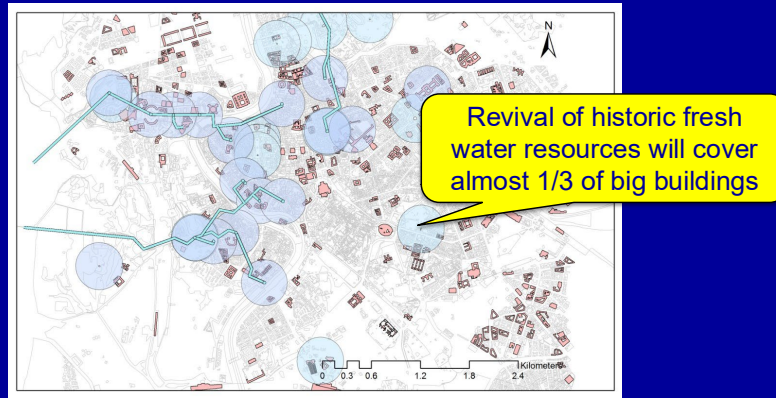 N
Revival of historic fresh
water resources will cover
almost 1/3 of big buildings
Kilometers
0 0.3 0.6 1.2 1.8 2.4